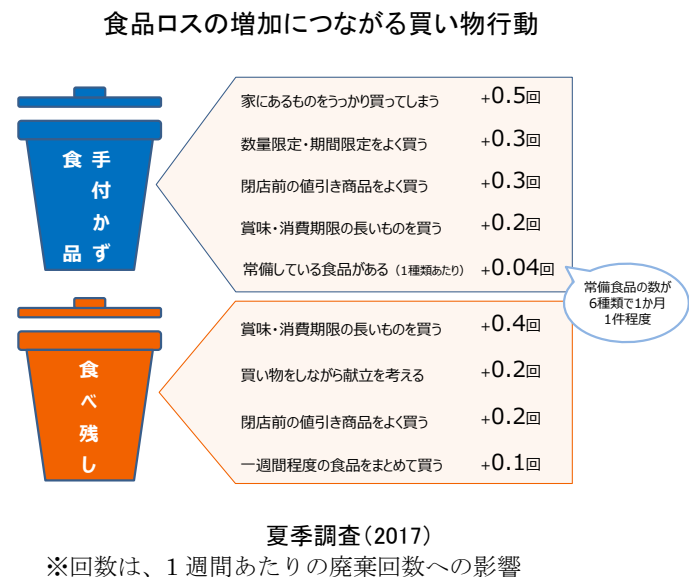 食品ロスの増加につながる買い物行動
手付かず
食品
家にあるものをうっかり買ってしまう +0.5回
数量限定・期間限定をよく買う +0.3回
閉店前の値引き商品をよく買う +0.3回
賞味・消費期限の長いものを買う +0.2回
常備している食品がある（1種類あたり） +0.04回
常備食品の数が
6種類で1か月
1件程度
食べ残し
賞味・消費期限の長いものを買う +0.4回
買い物をしながら献立を考える +0.2回
閉店前の値引き商品をよく買う +0.2回
一週間程度の食品をまとめて買う +0.1回
夏季調査（2017）
※回数は、1週間あたりの廃棄回数への影響